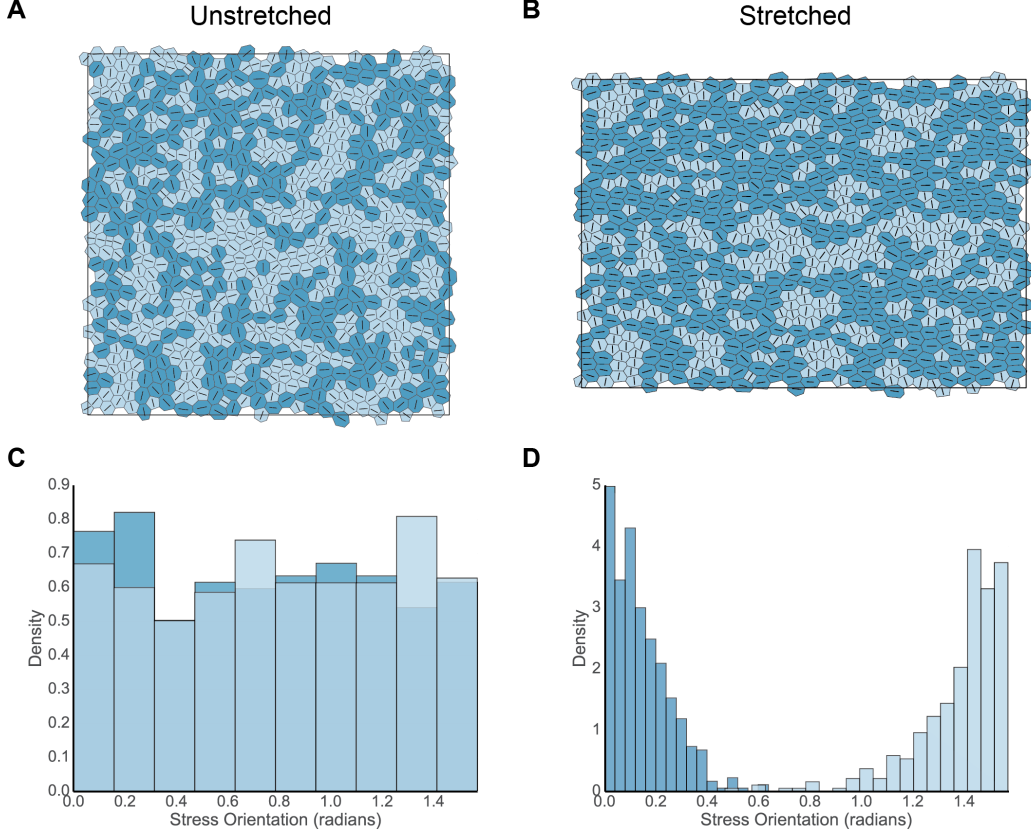 A
Unstretched
B
Stretched
C
0.9
0.8
0.7
0.6
0.5
0.4
0.3
0.2
0.1
0.0
Density
0.0 0.2 0.4 0.6 0.8 1.0 1.2 1.4
Stress Orientation (radians)
D
5
4
3
2
1
0
Density
0.0 0.2 0.4 0.6 0.8 1.0 1.2 1.4
Stress Orientation (radians)